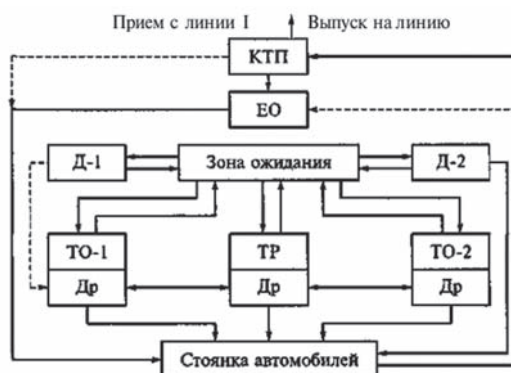 Прием с линии I Выпуск на линию
КТП
ЕО
Д-1 Зона ожидания Д-2
ТО-1 ТР ТО-2
Др Др Др
Стоянка автомобилей